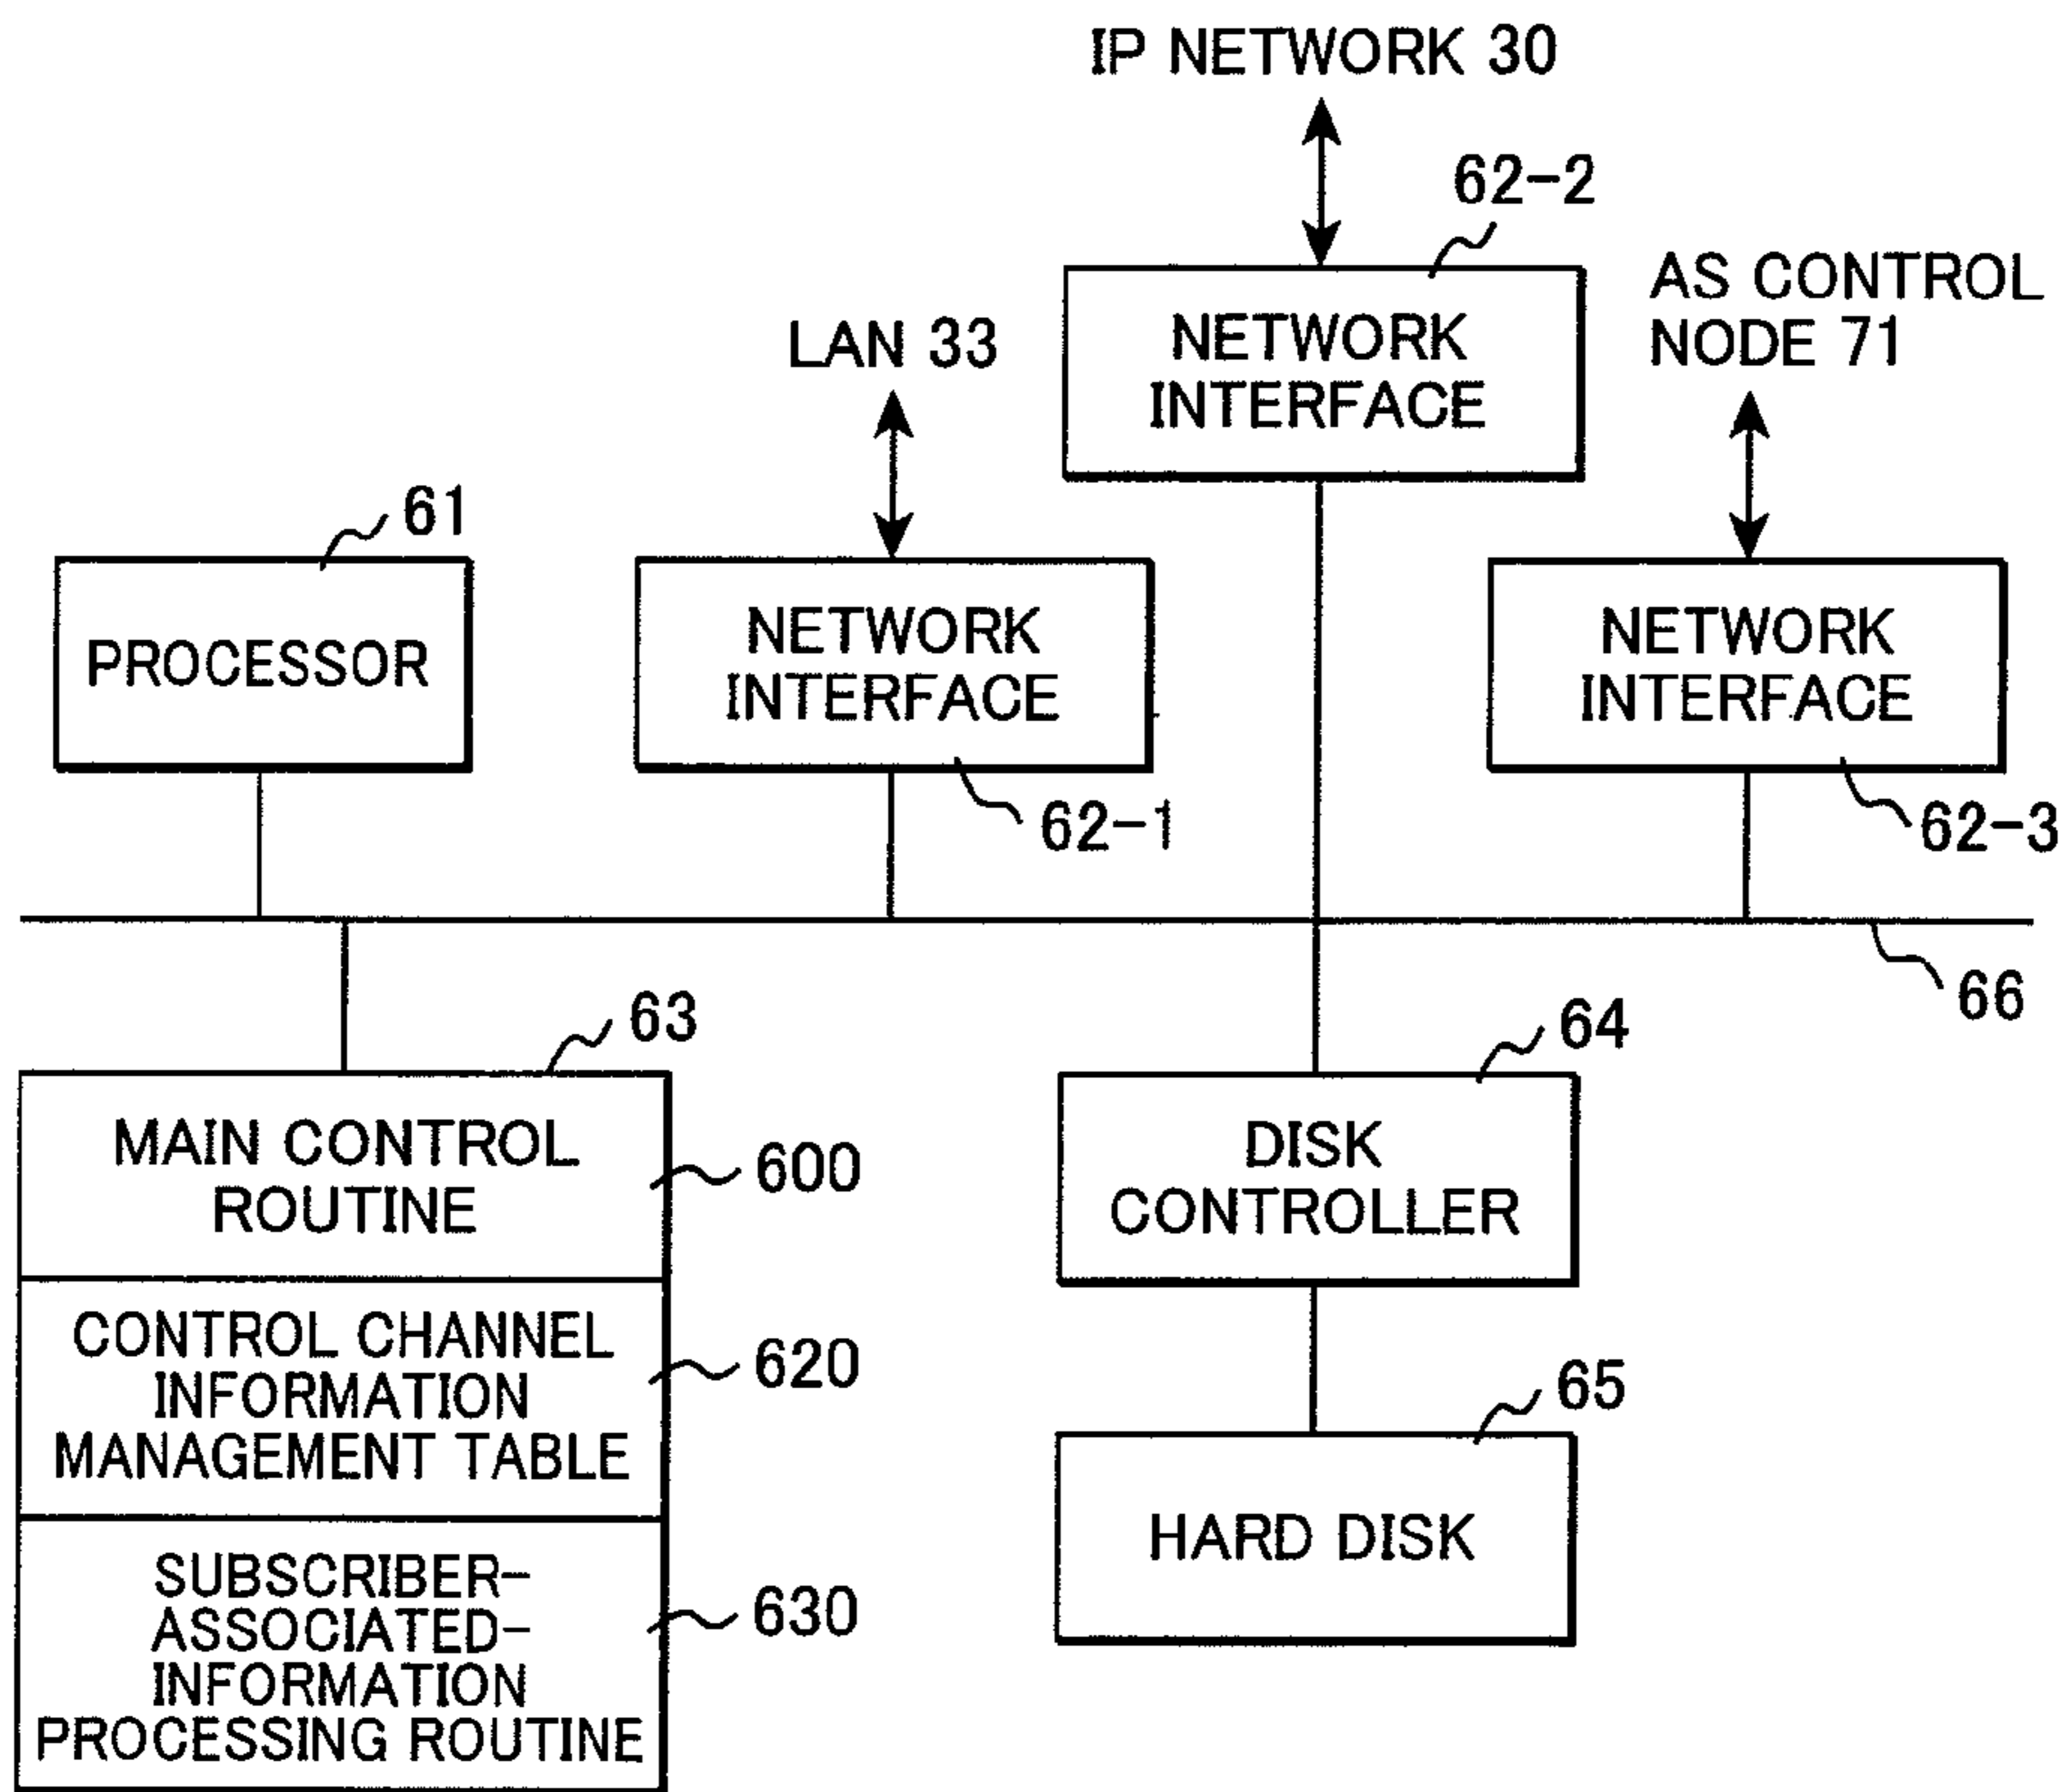 IP NETWORK 30
62-2
AS CONTROL
NODE 71
LAN 33
NETWORK
INTERFACE
61
PROCESSOR
NETWORK
INTERFACE
NETWORK
INTERFACE
62-1
62-3
66
63
64
MAIN CONTROL
ROUTINE
600
DISK
CONTROLLER
CONTROL CHANNEL
INFORMATION
MANAGEMENT TABLE
620
65
HARD DISK
SUBSCRIBER-
ASSOCIATED-
INFORMATION
PROCESSING ROUTINE
630